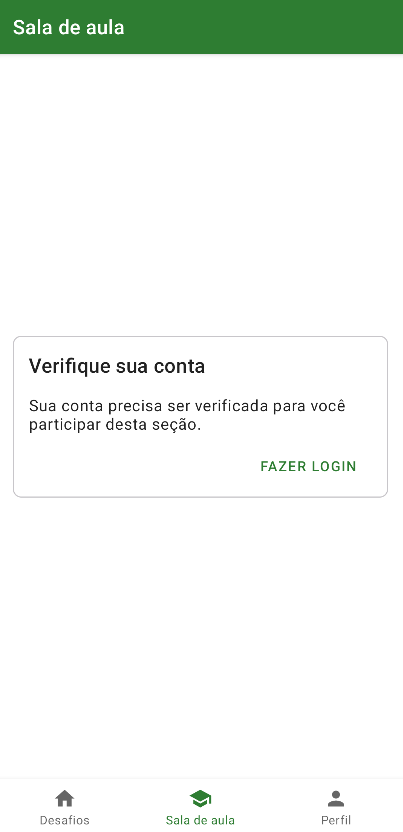 Sala de aula
Verifique sua conta
Sua conta precisa ser verificada para você
participar desta seção.
FAZER LOGIN
Desafios
Sala de aula
Perfil